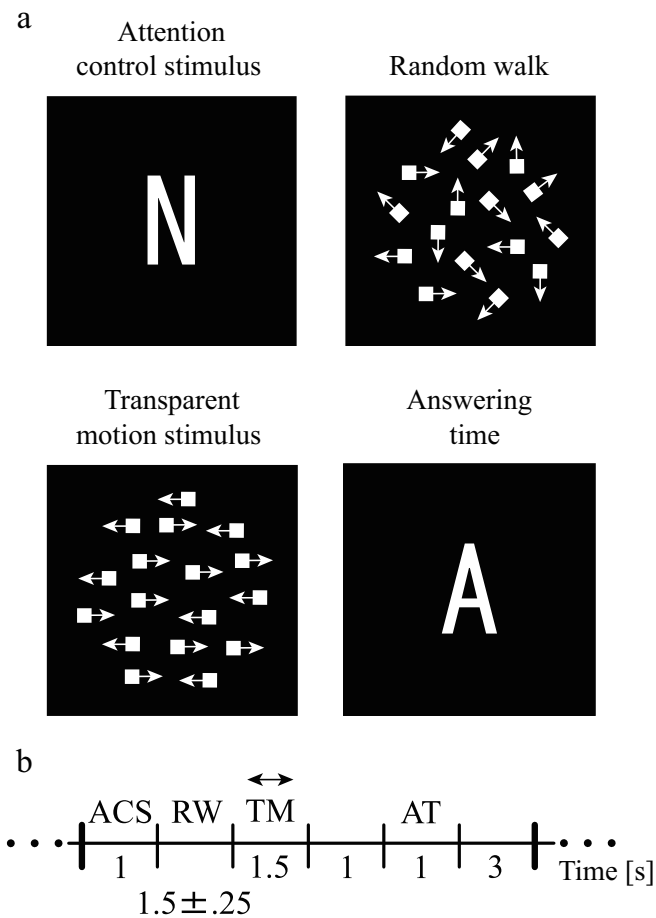 a
Attention
control stimulus
Random walk
N
Transparent
motion stimulus
Answering
time
A
b
ACS RW TM AT
1 1.5 1 1 3 Time [s]
1.5±.25